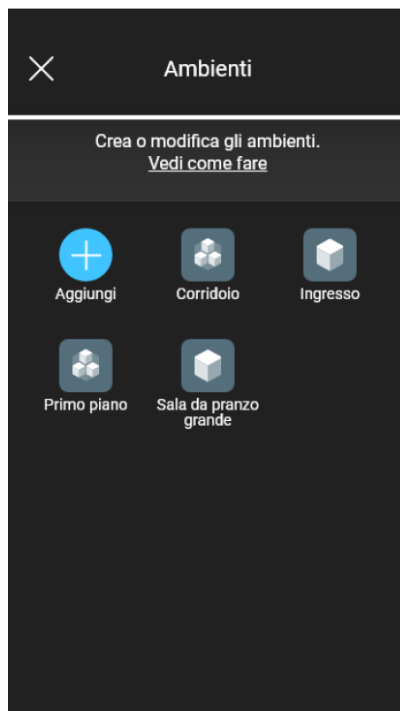 Ambienti
Crea o modifica gli ambienti.
Vedi come fare
Aggiungi
Corridoio
Ingresso
Primo piano
Sala da pranzo
grande